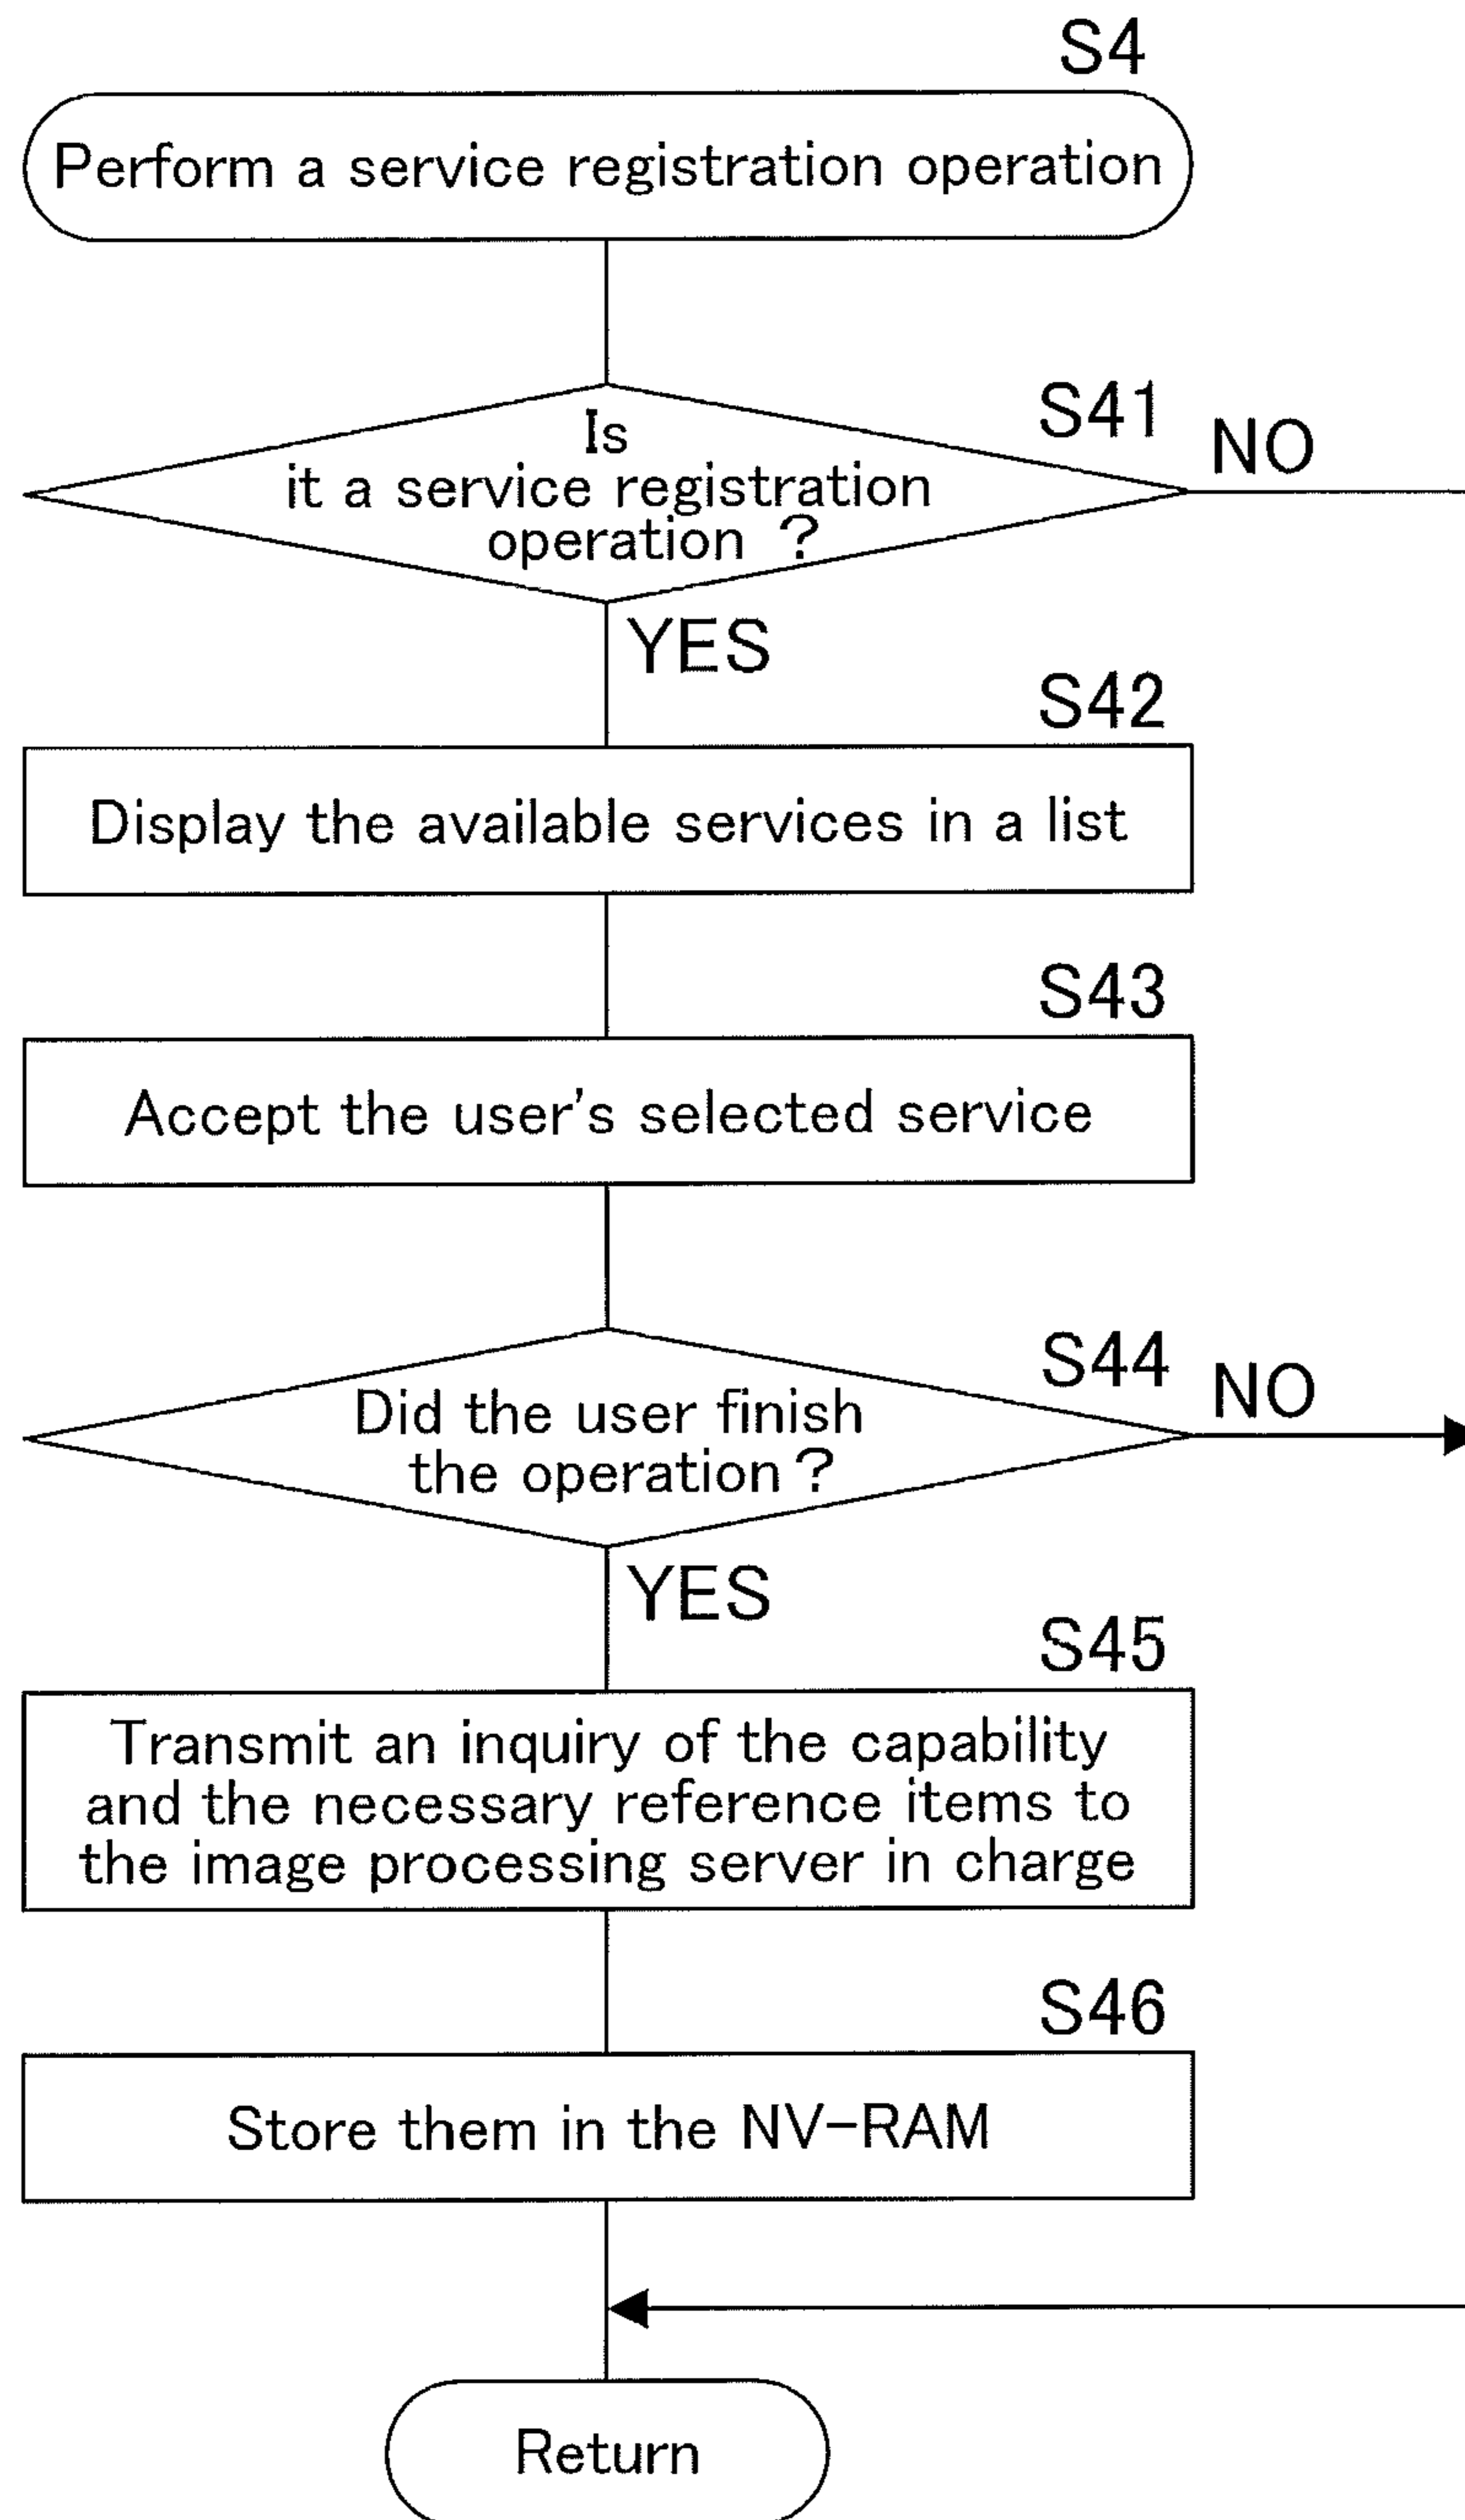 S4
Perform a service registration operation
S41
NO
Is
it a service registration
operation ?
YES
S42
Display the available services in a list
S43
Accept the user's selected service
S44
NO
Did the user finish
the operation ?
YES
S45
Transmit an inquiry of the capability
and the necessary reference items to
the image processing server in charge
S46
Store them in the NV-RAM
Return